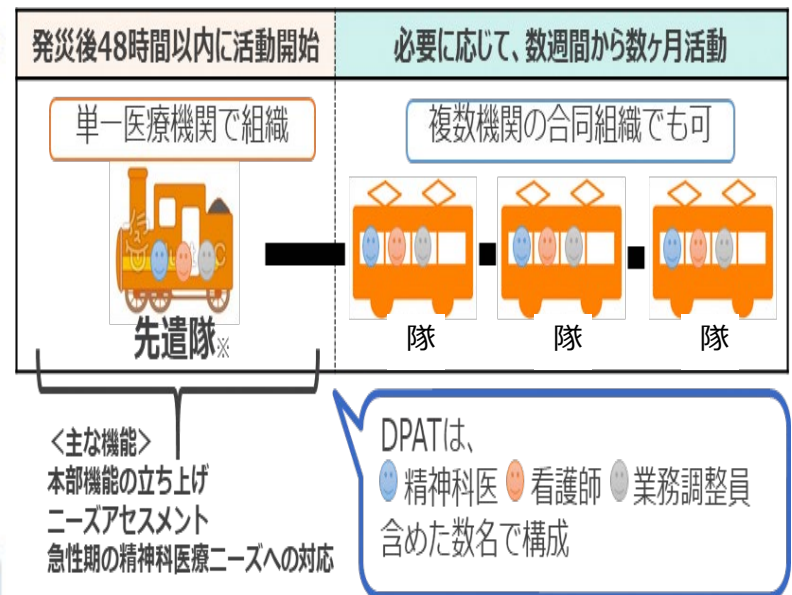 発災後48時間以内に活動開始
必要に応じて、数週間から数ヶ月活動
単一医療機関で組織
複数機関の合同組織でも可
先遣隊※
隊
隊
隊
<主な機能>
本部機能の立ち上げ
ニーズアセスメント
急性期の精神科医療ニーズへの対応
DPATは、
精神科医 看護師 業務調整員
含めた数名で構成